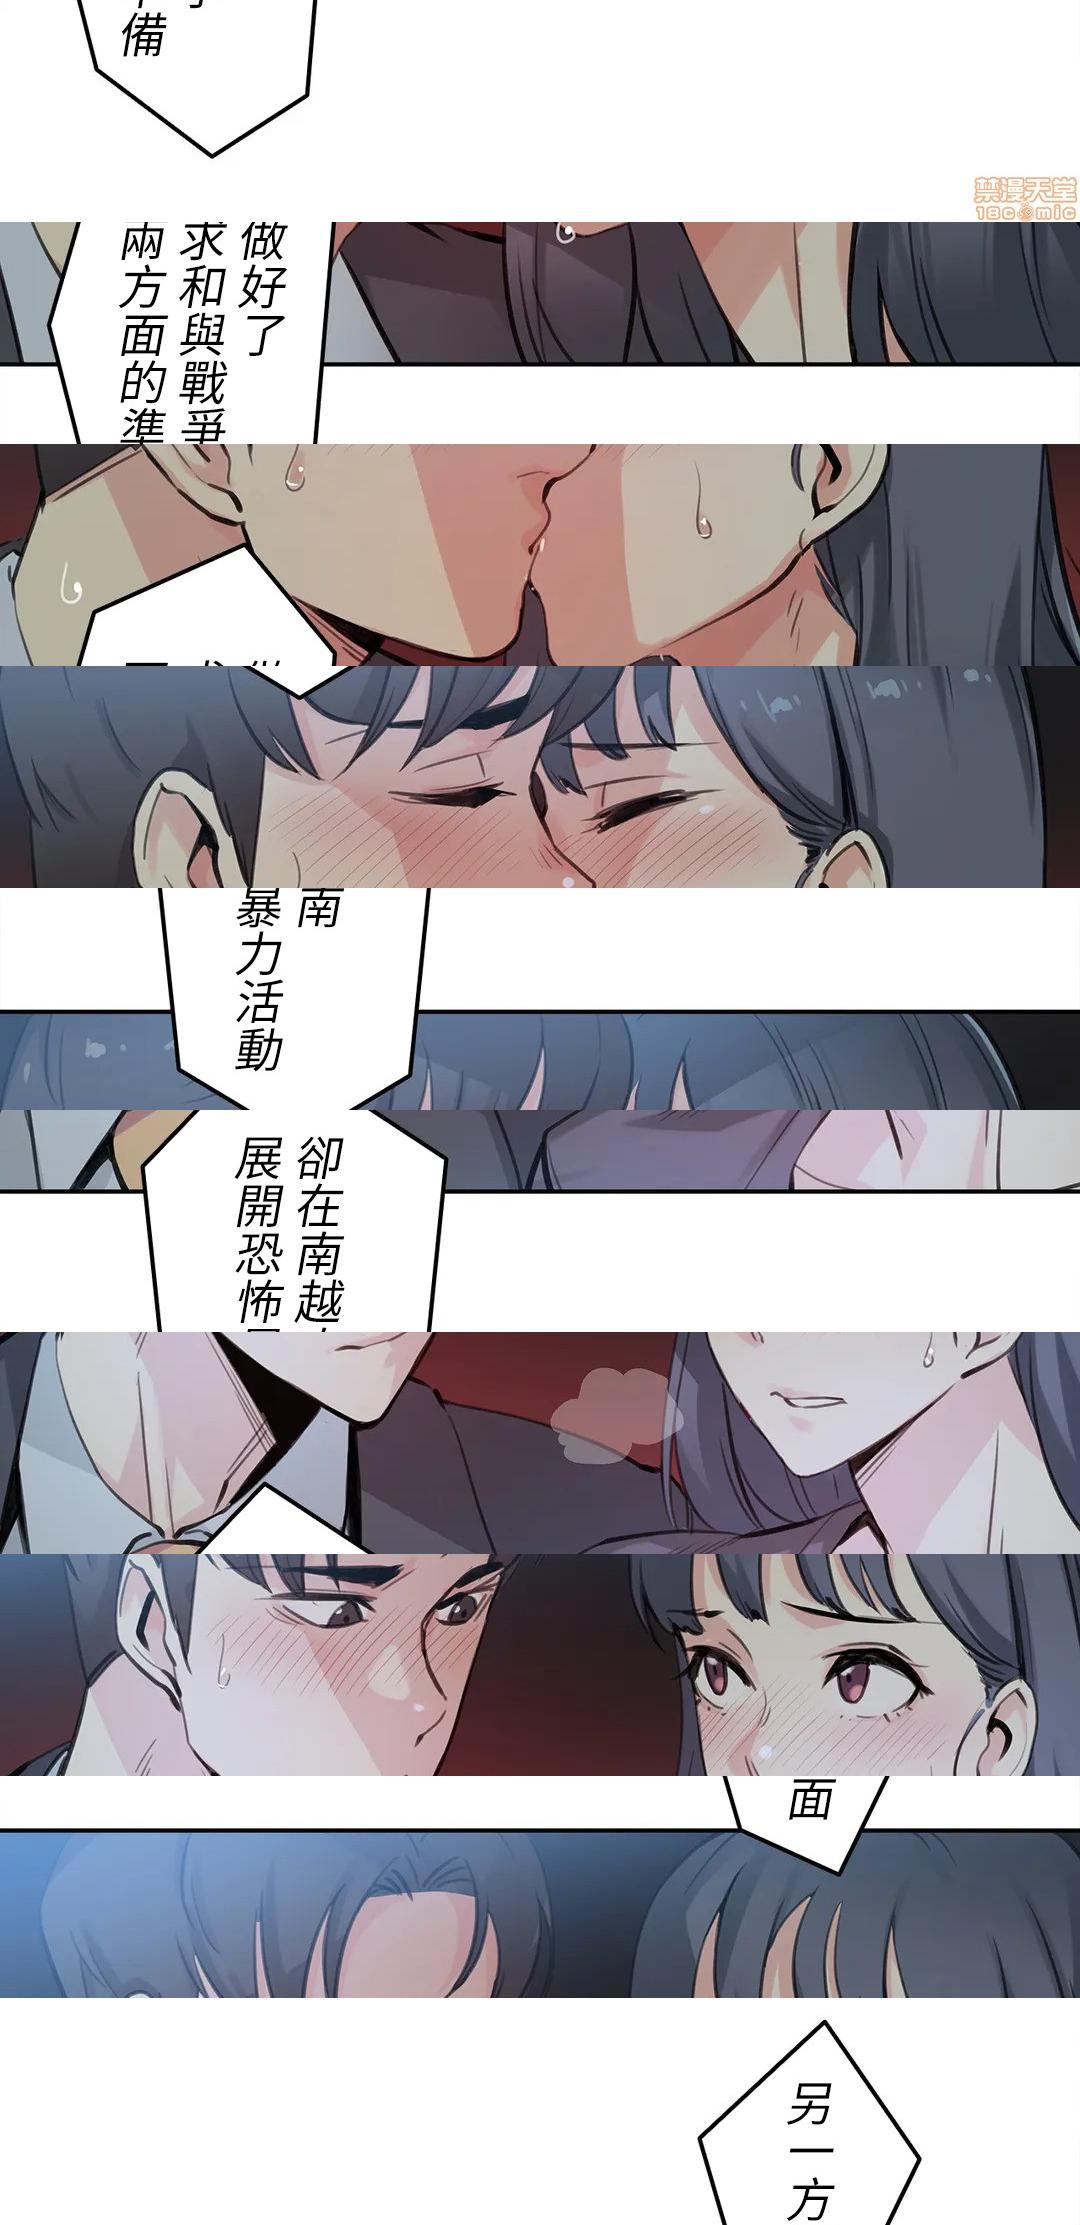 備
禁漫天堂
18comic
做好了
求和與戰爭
兩方面的準
南
暴力活動
卻在南越
展開恐怖
面
另一方